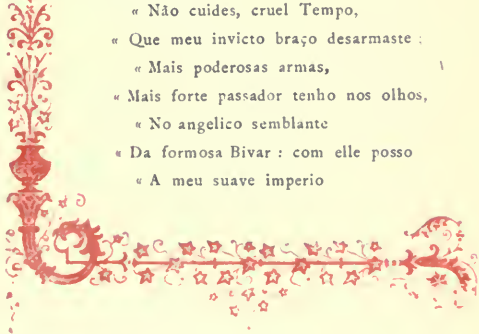 « Não cuides, cruel Tempo,
« Que meu invicto braço desarmaste :
« Mais poderosas armas,
« Mais forte passador tenho nos olhos,
« No angelico semblante
« Da formosa Bivar : com elle posso
« A meu suave imperio